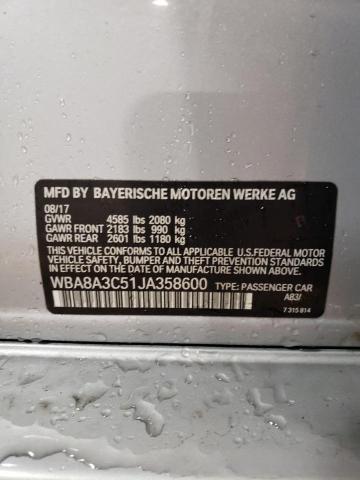 MFD BY BAYERISCHE MOTOREN WERKE AG
08/17
GVWR 4585 lbs 2080 kg
GAWR FRONT 2183 lbs 990 kg
GAWR REAR 2601 lbs 1180 kg
THIS VEHICLE CONFORMS TO ALL APPLICABLE U.S.FEDERAL MOTOR
VEHICLE SAFETY, BUMPER AND THEFT PREVENTION STANDARDS
IN EFFECT ON THE DATE OF MANUFACTURE SHOWN ABOVE.
WBA8A3C51JA358600 TYPE: PASSENGER CAR
A83/
7 315 814